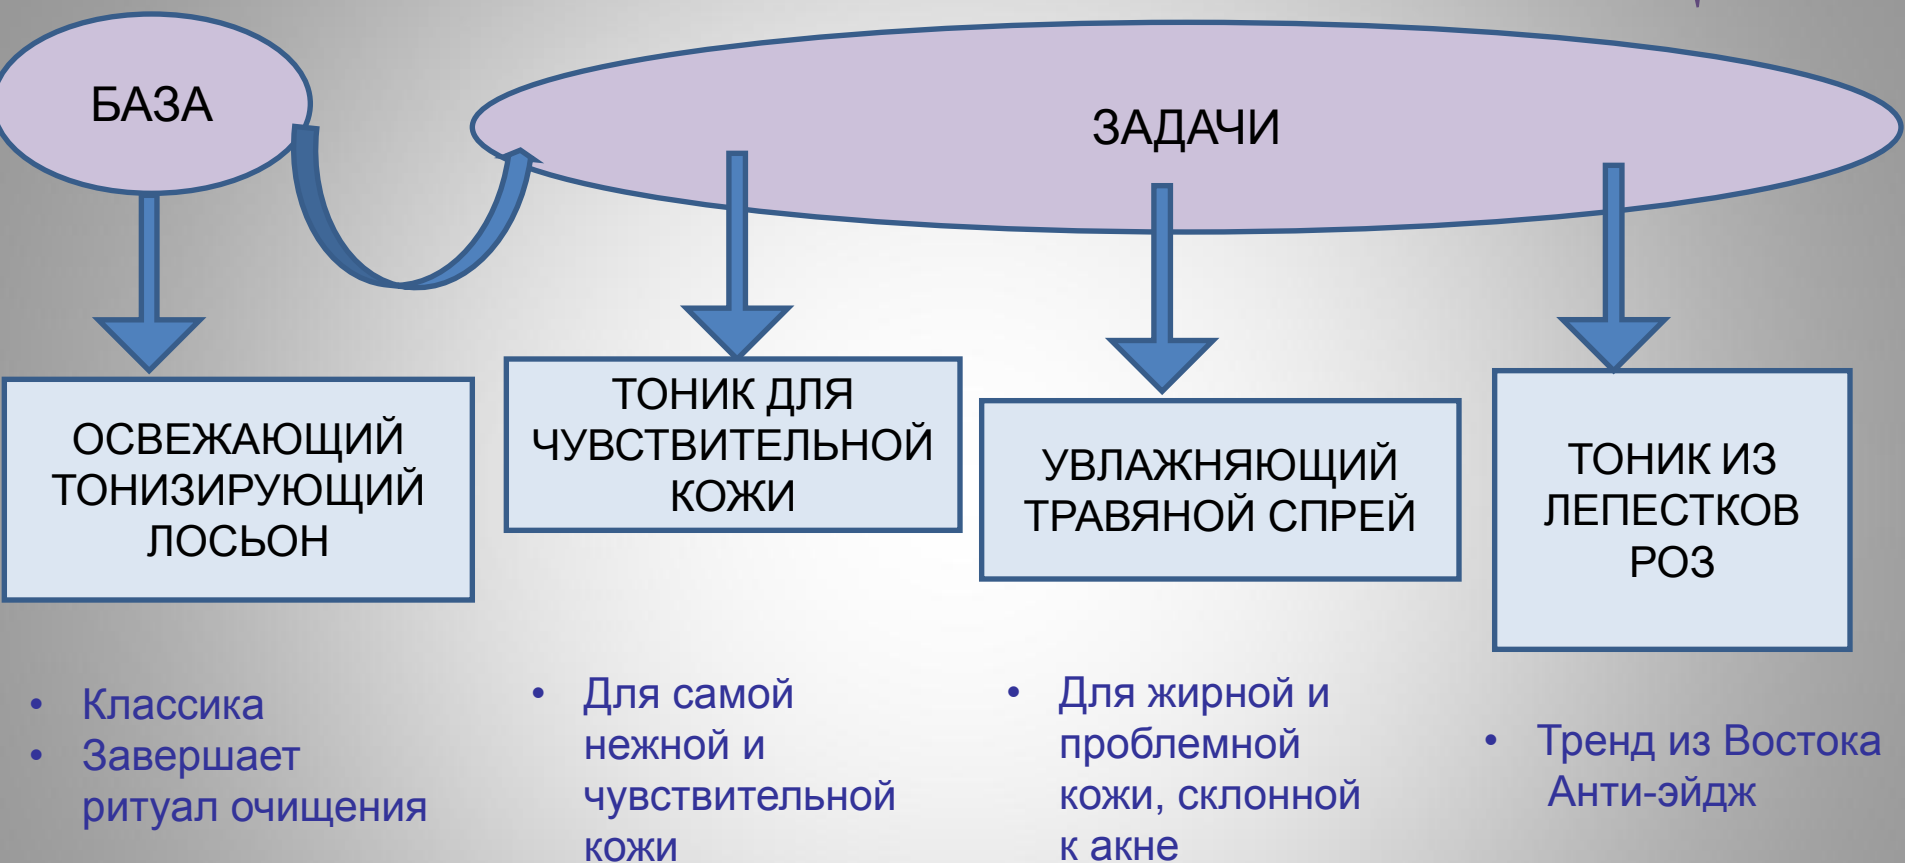 БАЗА
ЗАДАЧИ
ОСВЕЖАЮЩИЙ
ТОНИЗИРУЮЩИЙ
ЛОСЬОН
ТОНИК ДЛЯ
ЧУВСТВИТЕЛЬНОЙ
КОЖИ
УВЛАЖНЯЮЩИЙ
ТРАВЯНОЙ СПРЕЙ
ТОНИК ИЗ
ЛЕПЕСТКОВ
РОЗ
• Классика
• Завершает
ритуал очищения
• Для самой
нежной и
чувствительной
кожи
• Для жирной и
проблемной
кожи, склонной
к акне
• Тренд из Востока
Анти-эйдж